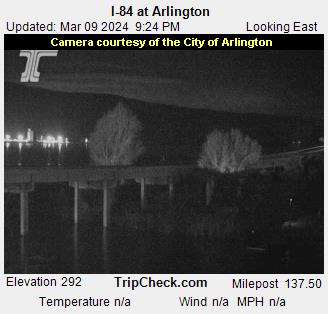 I-84 at Arlington
Updated: Mar 09 2024 9:24 PM Looking East
Camera courtesy of the City of Arlington
Elevation 292 TripCheck.com Milepost 137.50
Temperature n/a Wind n/a MPH n/a